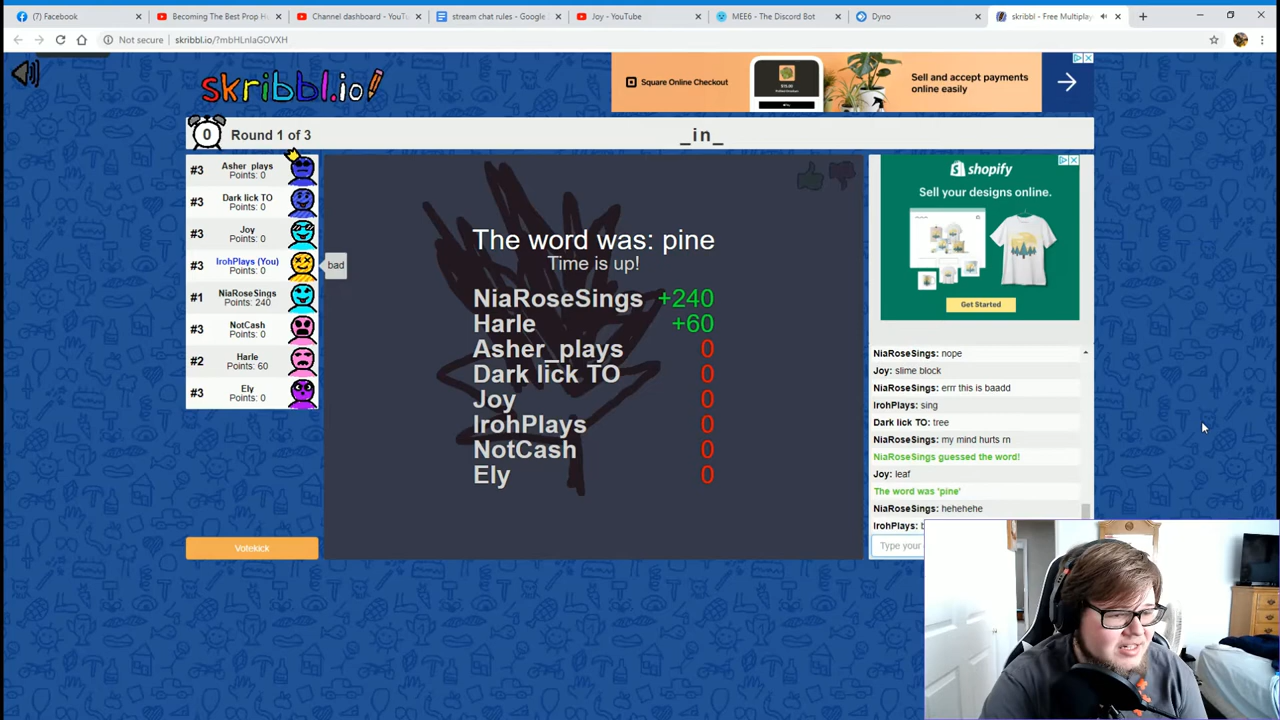 (7) Facebook
Becoming The Best Prop H
Channel dashboard - YouTu
stream chat rules - Google
Joy - YouTube
MEE6 - The Discord Bot
Dyno
skribbl - Free Multipla
Not secure
skribbl.io/?mbHLnlaGOVXH
skribbl.io
Square Online Checkout
Sell and accept payments
online easily
0
Round 1 of 3
_in_
#3 Asher_plays
Points: 0
#3 Dark lick TO
Points: 0
#3 Joy
Points: 0
#3 IrohPlays (You)
Points: 0
bad
#1 NiaRoseSings
Points: 240
#3 NotCash
Points: 0
#2 Harle
Points: 60
#3 Ely
Points: 0
Votekick
The word was: pine
Time is up!
NiaRoseSings +240
Harle +60
Asher_plays 0
Dark lick TO 0
Joy 0
IrohPlays 0
NotCash 0
Ely 0
shopify
Sell your designs online.
Get Started
NiaRoseSings: nope
Joy: slime block
NiaRoseSings: errr this is baadd
IrohPlays: sing
Dark lick TO: tree
NiaRoseSings: my mind hurts rn
NiaRoseSings guessed the word!
Joy: leaf
The word was 'pine'
NiaRoseSings: hehehehe
IrohPlays:
Type your